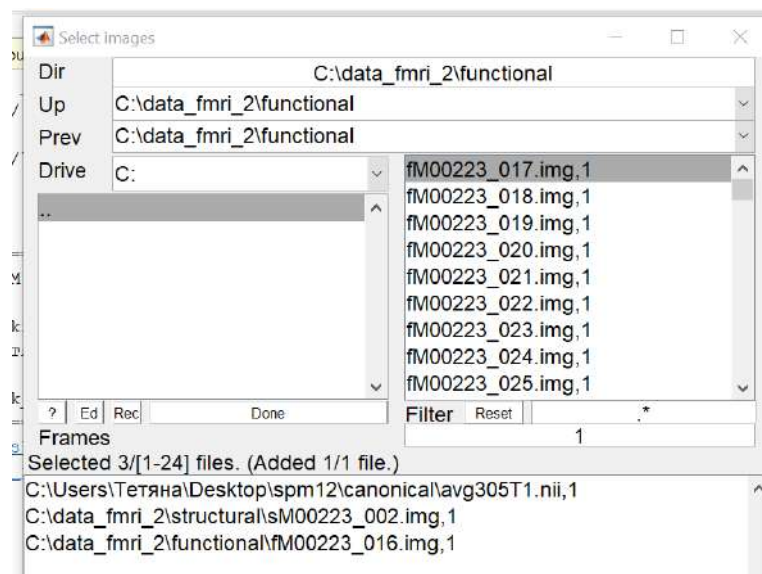 Select Images
Dir C:\data_fmri_2\functional
Up C:\data_fmri_2\functional
Prev C:\data_fmri_2\functional
Drive C:
..
fM00223_017.img,1
fM00223_018.img,1
fM00223_019.img,1
fM00223_020.img,1
fM00223_021.img,1
fM00223_022.img,1
fM00223_023.img,1
fM00223_024.img,1
fM00223_025.img,1
? Ed Rec Done Filter Reset .*
Frames 1
Selected 3/[1-24] files. (Added 1/1 file.)
C:\Users\Тетяна\Desktop\spm12\canonical\avg305T1.nii,1
C:\data_fmri_2\structural\sM00223_002.img,1
C:\data_fmri_2\functional\fM00223_016.img,1